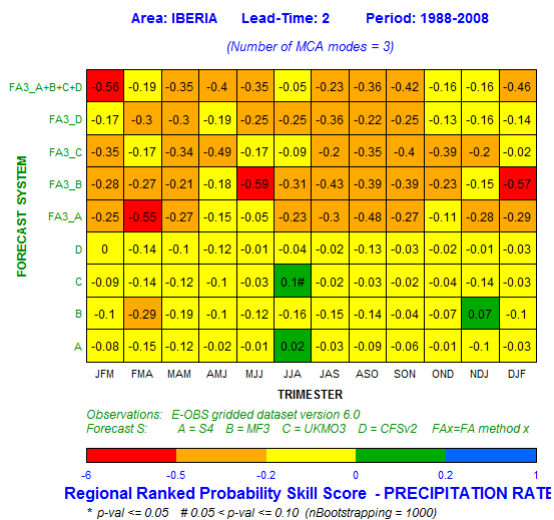 Area: IBERIA Lead-Time: 2 Period: 1988-2008
(Number of MCA modes = 3)
FORECAST SYSTEM
FA3_A+B+C+D -0.56 -0.19 -0.35 -0.4 -0.35 -0.05 -0.23 -0.36 -0.42 -0.16 -0.16 -0.46
FA3_D -0.17 -0.3 -0.3 -0.19 -0.25 -0.25 -0.36 -0.22 -0.25 -0.13 -0.16 -0.14
FA3_C -0.35 -0.17 -0.34 -0.49 -0.17 -0.09 -0.2 -0.35 -0.4 -0.39 -0.2 -0.02
FA3_B -0.28 -0.27 -0.21 -0.18 -0.59 -0.31 -0.43 -0.39 -0.39 -0.23 -0.15 -0.57
FA3_A -0.25 -0.55 -0.27 -0.15 -0.05 -0.23 -0.3 -0.48 -0.27 -0.11 -0.28 -0.29
D 0 -0.14 -0.1 -0.12 -0.01 -0.04 -0.02 -0.13 -0.03 -0.02 -0.01 -0.03
C -0.09 -0.14 -0.12 -0.1 -0.03 0.1# -0.02 -0.03 -0.02 -0.04 -0.14 -0.03
B -0.1 -0.29 -0.19 -0.1 -0.12 -0.16 -0.15 -0.14 -0.04 -0.07 0.07 -0.1
A -0.08 -0.15 -0.12 -0.02 -0.01 0.02 -0.03 -0.09 -0.06 -0.01 -0.1 -0.03
JFM FMA MAM AMJ MJJ JJA JAS ASO SON OND NDJ DJF
TRIMESTER
Observations: E-OBS gridded dataset version 6.0
Forecast S: A = S4 B = MF3 C = UKMO3 D = CFSv2 FAx=FA method x
-6 -0.5 -0.2 0 0.2 1
Regional Ranked Probability Skill Score - PRECIPITATION RATE
* p-val <= 0.05 # 0.05 < p-val <= 0.10 (nBootstrapping = 1000)